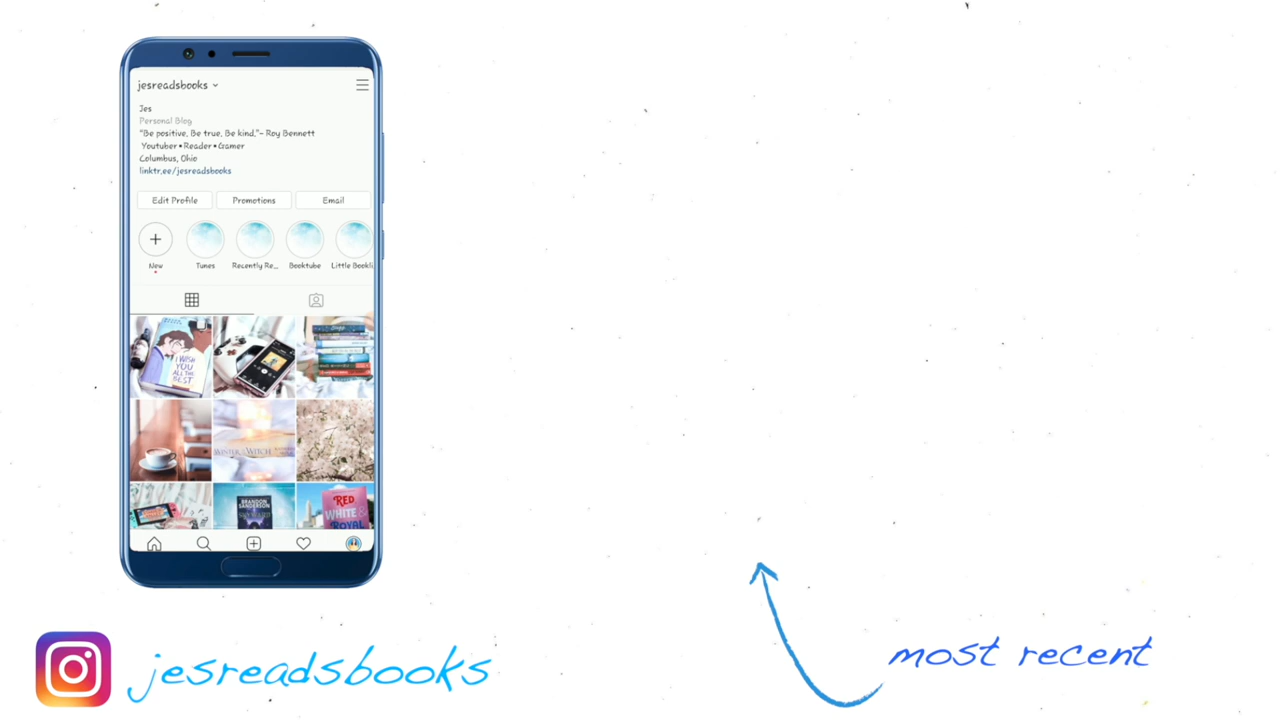 jesreadsbooks
Jes
Personal Blog
"Be positive, Be true, Be kind,"- Roy Bennett
Youtuber•Reader•Gamer
Columbus, Ohio
linktr.ee/jesreadsbooks
Edit Profile Promotions Email
New Tunes Recently Re... Booktube Little Bookli
I WISH YOU ALL THE BEST
WINTER WITCH
BRANDON SANDERSON
RED WHITE & ROYAL
jesreadsbooks
most recent